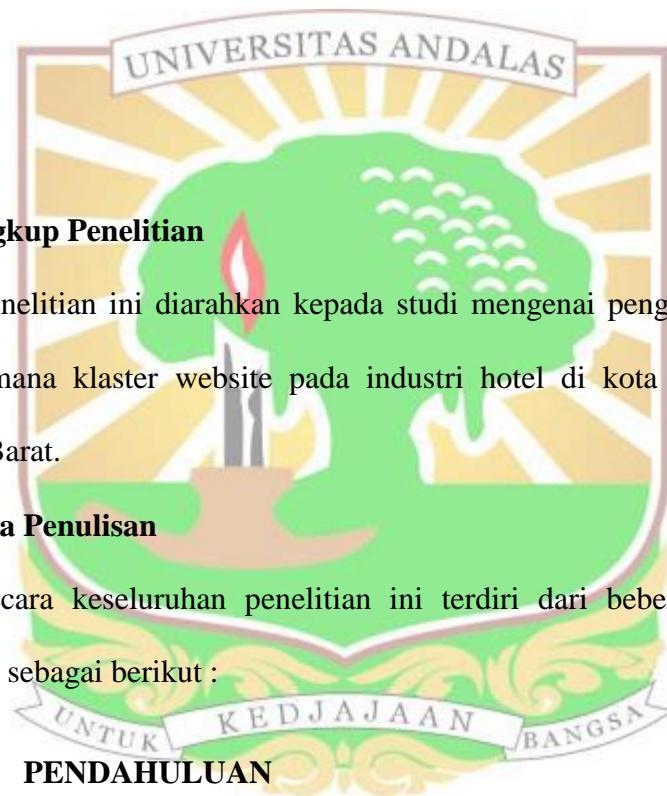 UNIVERSITAS ANDALAS
gkup Penelitian
nelitian ini diarahkan kepada studi mengenai peng
mana klaster website pada industri hotel di kota
Barat.
a Penulisan
cara keseluruhan penelitian ini terdiri dari bebe
sebagai berikut :
UNTUK KEDJAJAAN BANGSA
PENDAHULUAN